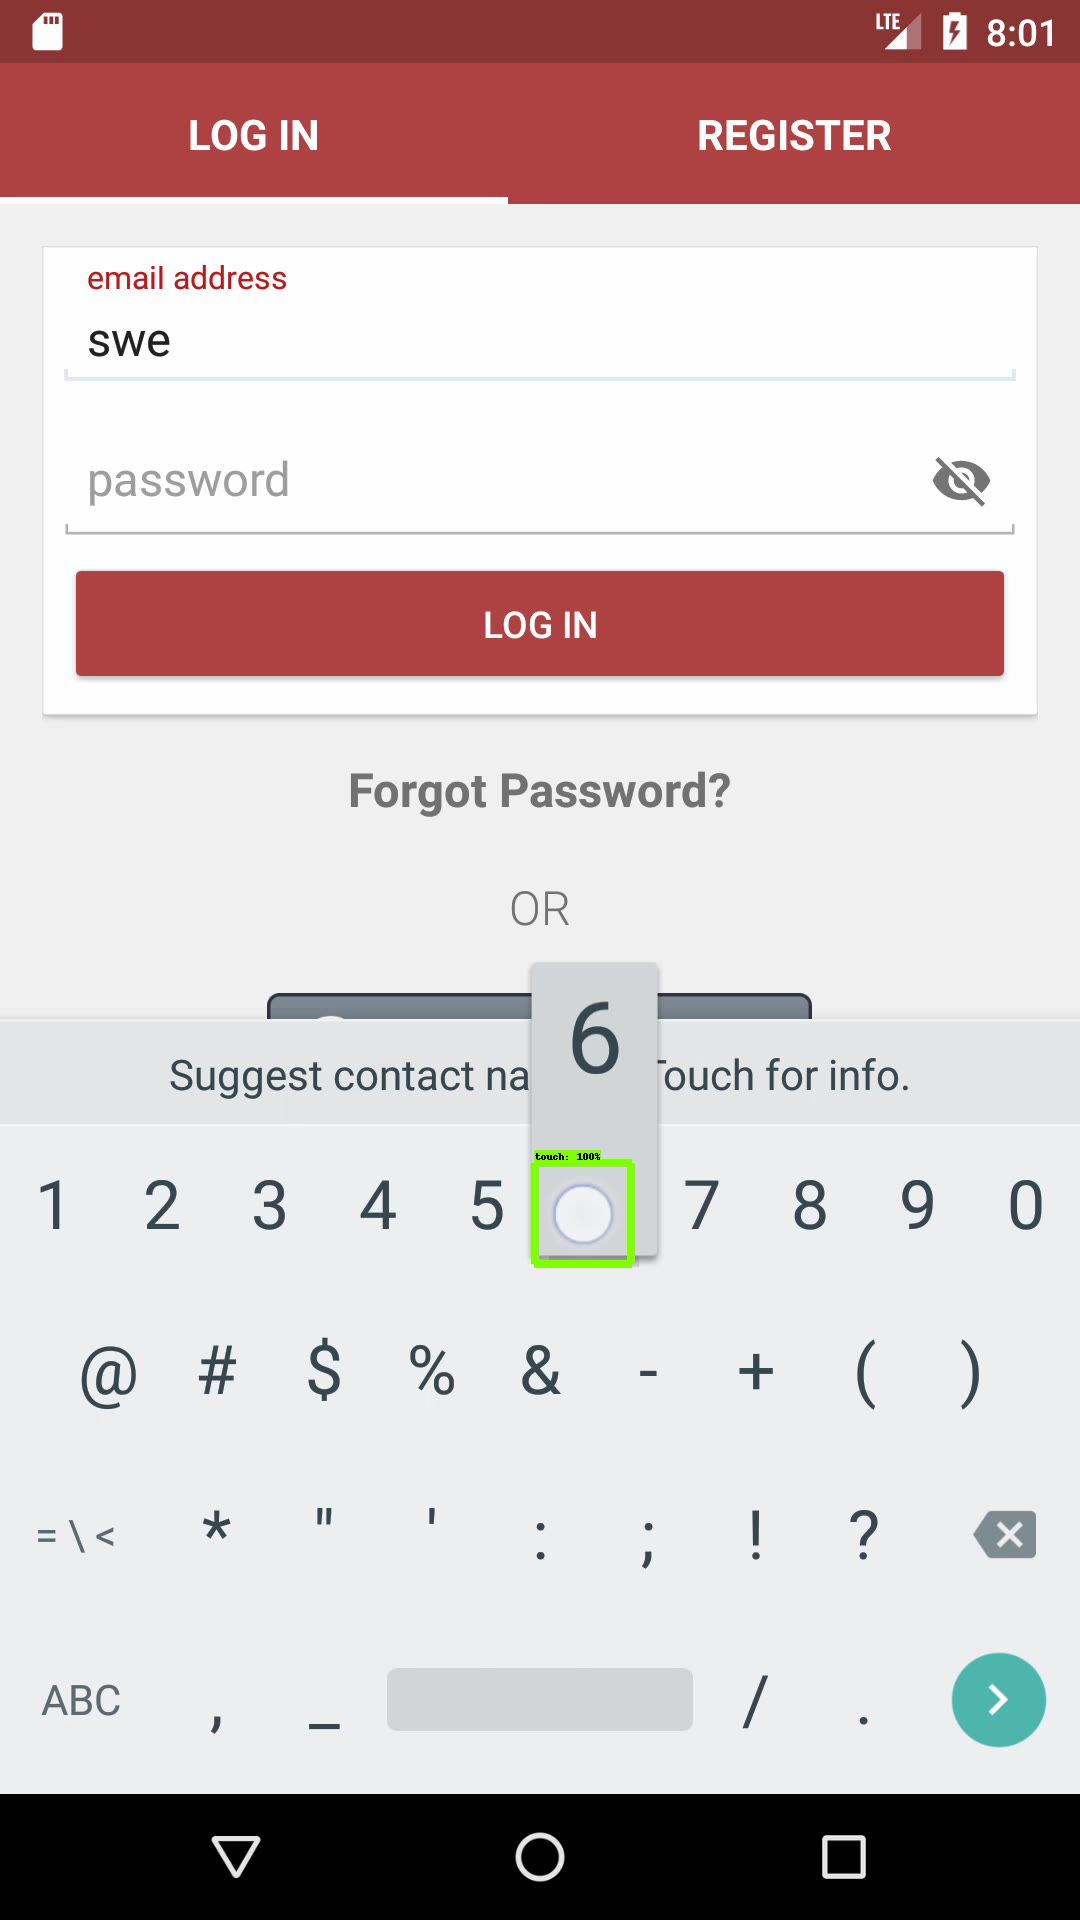 LTE 8:01
LOG IN REGISTER
email address
swe
password
LOG IN
Forgot Password?
OR
6
Suggest contact na Touch for info.
touch: 100%
1 2 3 4 5 7 8 9 0
@ # $ % & - + ( )
= \ < * " ' : ; ! ?
ABC , _ / .